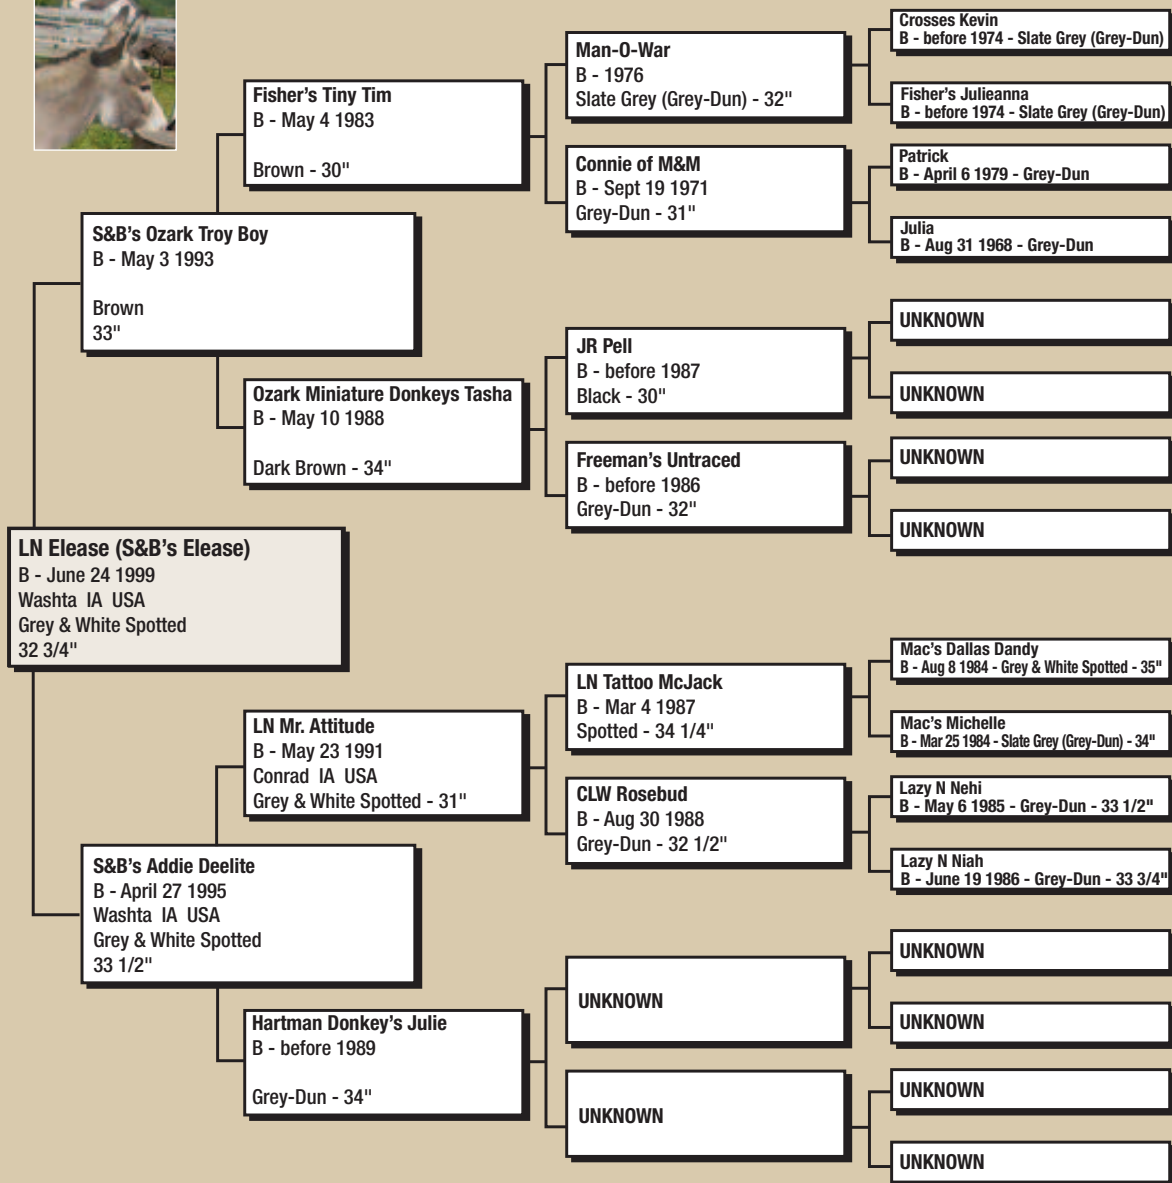 Crosses Kevin
B - before 1974 - Slate Grey (Grey-Dun)
Man-O-War
B - 1976
Slate Grey (Grey-Dun) - 32"
Fisher's Julieanna
B - before 1974 - Slate Grey (Grey-Dun)
Fisher's Tiny Tim
B - May 4 1983
Brown - 30"
Patrick
B - April 6 1979 - Grey-Dun
Connie of M&M
B - Sept 19 1971
Grey-Dun - 31"
Julia
B - Aug 31 1968 - Grey-Dun
S&B's Ozark Troy Boy
B - May 3 1993
Brown
33"
UNKNOWN
JR Pell
B - before 1987
Black - 30"
UNKNOWN
Ozark Miniature Donkeys Tasha
B - May 10 1988
Dark Brown - 34"
UNKNOWN
Freeman's Untraced
B - before 1986
Grey-Dun - 32"
UNKNOWN
LN Elease (S&B's Elease)
B - June 24 1999
Washta IA USA
Grey & White Spotted
32 3/4"
Mac's Dallas Dandy
B - Aug 8 1984 - Grey & White Spotted - 35"
LN Tattoo McJack
B - Mar 4 1987
Spotted - 34 1/4"
Mac's Michelle
B - Mar 25 1984 - Slate Grey (Grey-Dun) - 34"
LN Mr. Attitude
B - May 23 1991
Conrad IA USA
Grey & White Spotted - 31"
Lazy N Nehi
B - May 6 1985 - Grey-Dun - 33 1/2"
CLW Rosebud
B - Aug 30 1988
Grey-Dun - 32 1/2"
Lazy N Niah
B - June 19 1986 - Grey-Dun - 33 3/4"
S&B's Addie Deelite
B - April 27 1995
Washta IA USA
Grey & White Spotted
33 1/2"
UNKNOWN
UNKNOWN
UNKNOWN
Hartman Donkey's Julie
B - before 1989
Grey-Dun - 34"
UNKNOWN
UNKNOWN
UNKNOWN